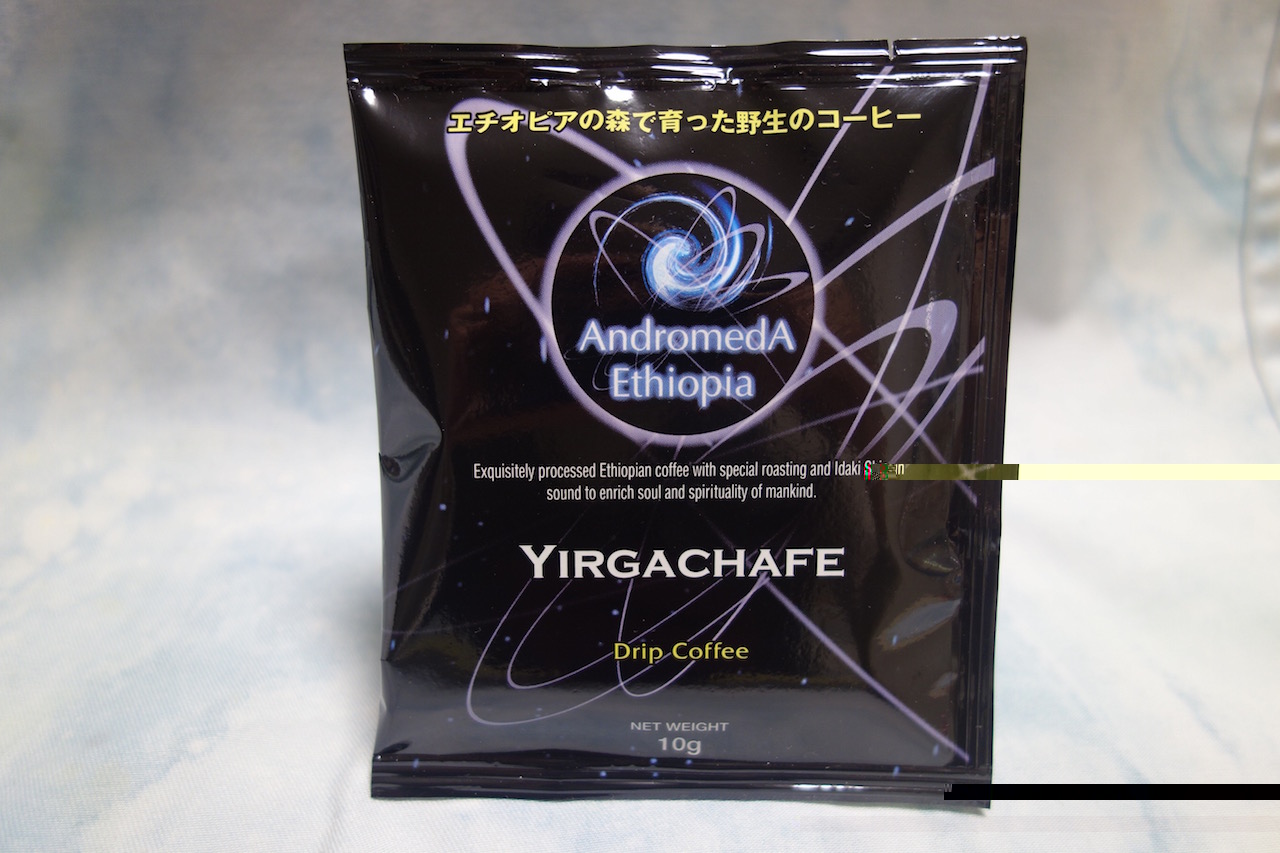 エチオピアの森で育った野生のコーヒー
AndromedA
Ethiopia
Exquisitely processed Ethiopian coffee with special roasting and Idaki
sound to enrich soul and spirituality of mankind.
YIRGACHAFE
Drip Coffee
NET WEIGHT
10g